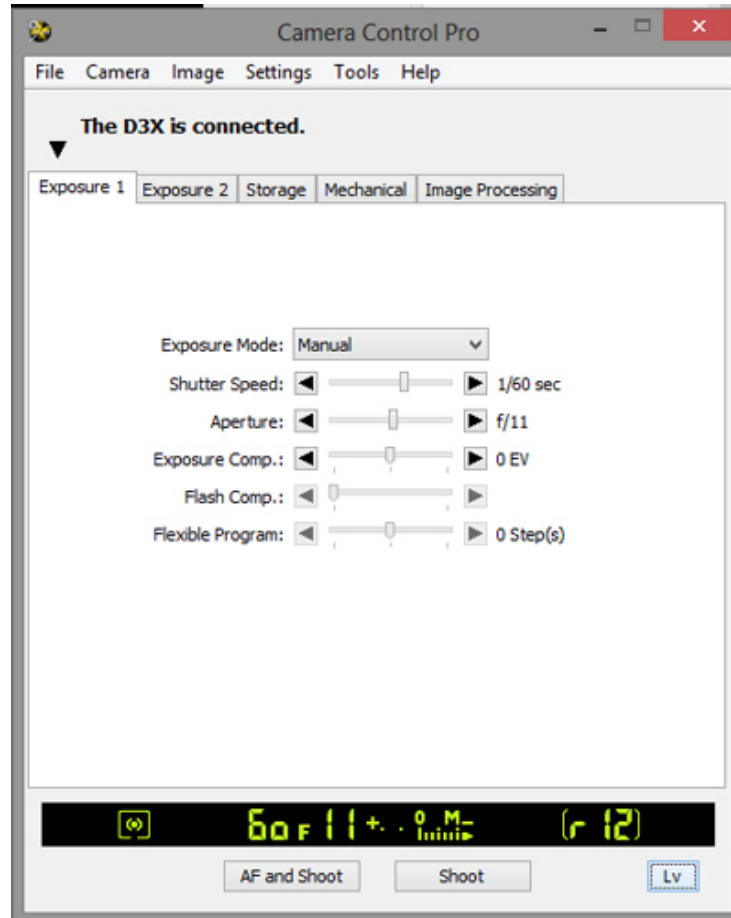 Camera Control Pro
File Camera Image Settings Tools Help
The D3X is connected.
Exposure 1 Exposure 2 Storage Mechanical Image Processing
Exposure Mode: Manual
Shutter Speed: 1/60 sec
Aperture: f/11
Exposure Comp.: 0 EV
Flash Comp.:
Flexible Program: 0 Step(s)
60 F11 +. . 0 M - (r 12)
AF and Shoot Shoot Lv